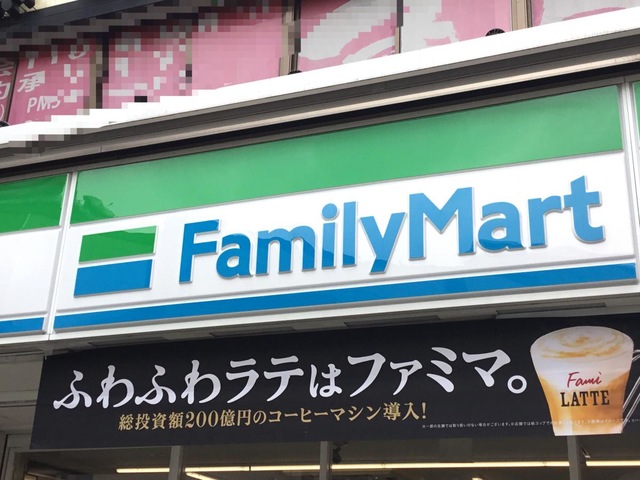 FamilyMart
ふわふわラテはファミマ。
総投資額200億円のコーヒーマシン導入!
Fami
LATTE